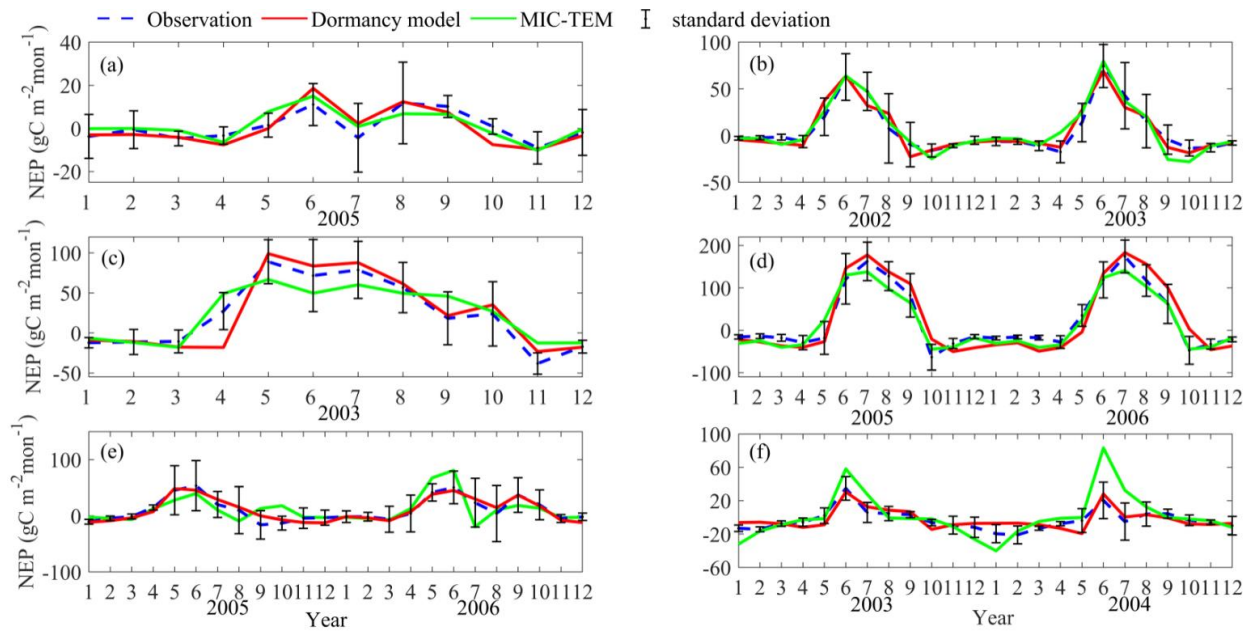 Observation Dormancy model MIC-TEM standard deviation
(a)
NEP (gC m⁻²mon⁻¹)
40
20
0
-20
1 2 3 4 5 6 7 8 9 10 11 12
2005
(b)
100
50
0
-50
1 2 3 4 5 6 7 8 9 10 11 12 1 2 3 4 5 6 7 8 9 10 11 12
2002 2003
(c)
NEP (gC m⁻²mon⁻¹)
100
50
0
-50
1 2 3 4 5 6 7 8 9 10 11 12
2003
(d)
200
100
0
-100
1 2 3 4 5 6 7 8 9 10 11 12 1 2 3 4 5 6 7 8 9 10 11 12
2005 2006
(e)
NEP (gC m⁻²mon⁻¹)
100
0
-100
1 2 3 4 5 6 7 8 9 10 11 12 1 2 3 4 5 6 7 8 9 10 11 12
2005 2006
Year
(f)
100
60
20
-20
-60
1 2 3 4 5 6 7 8 9 10 11 12 1 2 3 4 5 6 7 8 9 10 11 12
2003 2004
Year